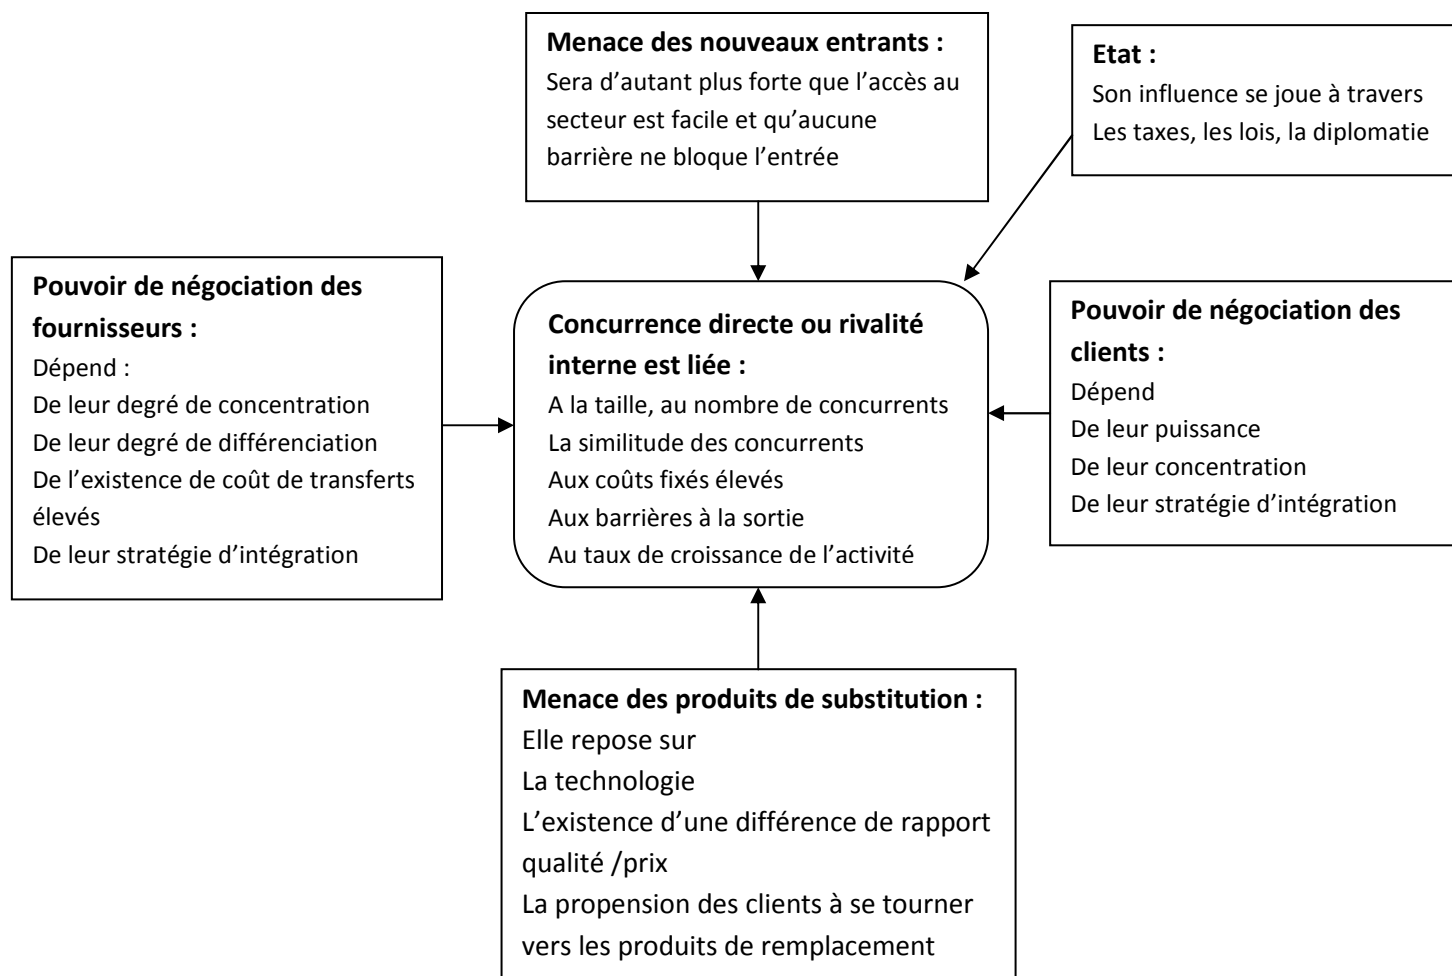 Menace des nouveaux entrants :
Sera d’autant plus forte que l’accès au
secteur est facile et qu’aucune
barrière ne bloque l’entrée
Etat :
Son influence se joue à travers
Les taxes, les lois, la diplomatie
Pouvoir de négociation des
fournisseurs :
Dépend :
De leur degré de concentration
De leur degré de différenciation
De l’existence de coût de transferts
élevés
De leur stratégie d’intégration
Concurrence directe ou rivalité
interne est liée :
A la taille, au nombre de concurrents
La similitude des concurrents
Aux coûts fixés élevés
Aux barrières à la sortie
Au taux de croissance de l’activité
Pouvoir de négociation des
clients :
Dépend
De leur puissance
De leur concentration
De leur stratégie d’intégration
Menace des produits de substitution :
Elle repose sur
La technologie
L’existence d’une différence de rapport
qualité /prix
La propension des clients à se tourner
vers les produits de remplacement